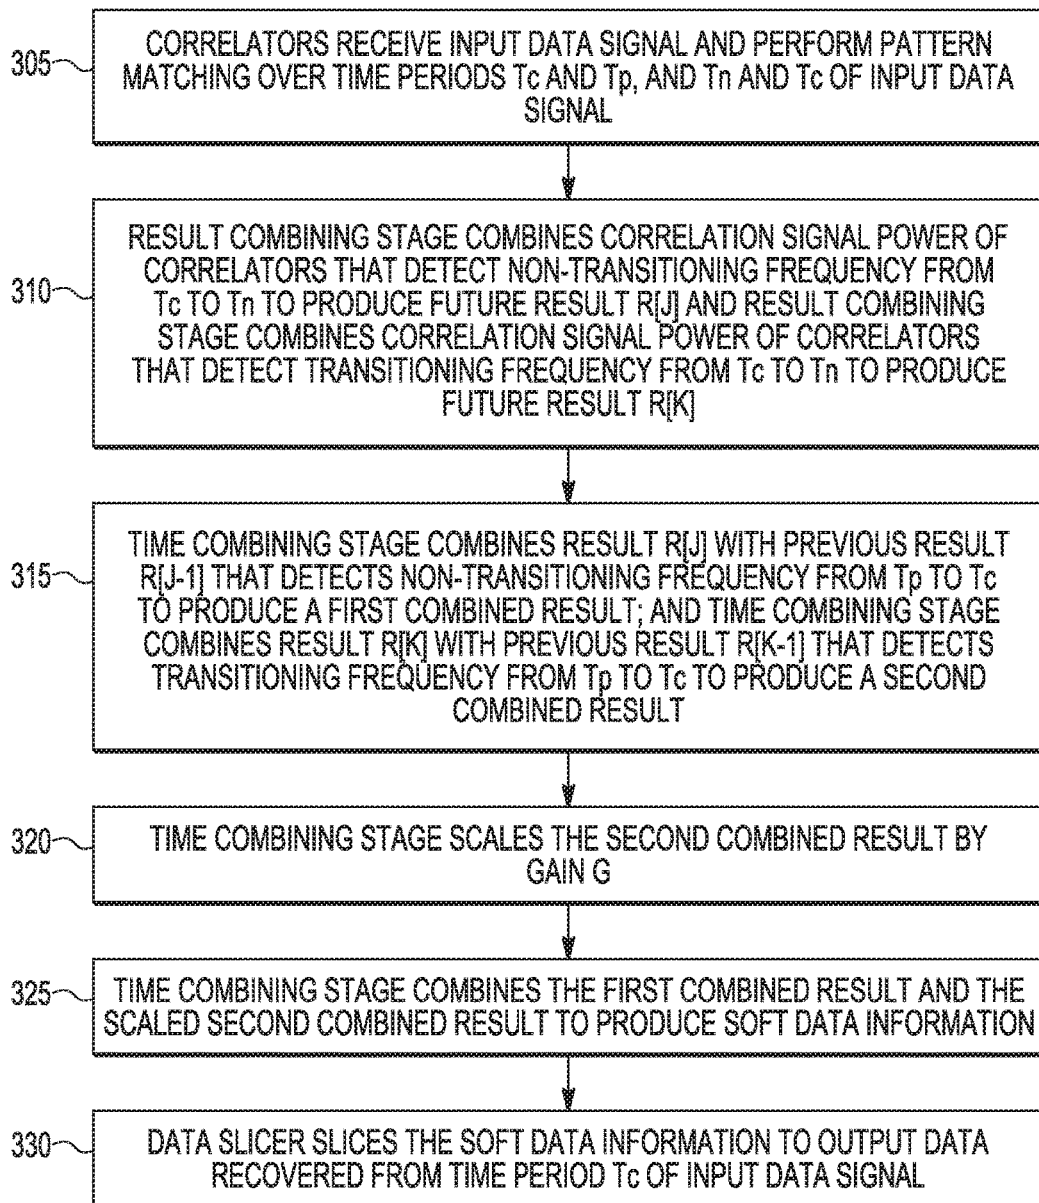 305
CORRELATORS RECEIVE INPUT DATA SIGNAL AND PERFORM PATTERN
MATCHING OVER TIME PERIODS Tc AND Tp, AND Tn AND Tc OF INPUT DATA
SIGNAL
310
RESULT COMBINING STAGE COMBINES CORRELATION SIGNAL POWER OF
CORRELATORS THAT DETECT NON-TRANSITIONING FREQUENCY FROM
Tc TO Tn TO PRODUCE FUTURE RESULT R[J] AND RESULT COMBINING
STAGE COMBINES CORRELATION SIGNAL POWER OF CORRELATORS
THAT DETECT TRANSITIONING FREQUENCY FROM Tc TO Tn TO PRODUCE
FUTURE RESULT R[K]
315
TIME COMBINING STAGE COMBINES RESULT R[J] WITH PREVIOUS RESULT
R[J-1] THAT DETECTS NON-TRANSITIONING FREQUENCY FROM Tp TO Tc
TO PRODUCE A FIRST COMBINED RESULT; AND TIME COMBINING STAGE
COMBINES RESULT R[K] WITH PREVIOUS RESULT R[K-1] THAT DETECTS
TRANSITIONING FREQUENCY FROM Tp TO Tc TO PRODUCE A SECOND
COMBINED RESULT
320
TIME COMBINING STAGE SCALES THE SECOND COMBINED RESULT BY
GAIN G
325
TIME COMBINING STAGE COMBINES THE FIRST COMBINED RESULT AND THE
SCALED SECOND COMBINED RESULT TO PRODUCE SOFT DATA INFORMATION
330
DATA SLICER SLICES THE SOFT DATA INFORMATION TO OUTPUT DATA
RECOVERED FROM TIME PERIOD Tc OF INPUT DATA SIGNAL